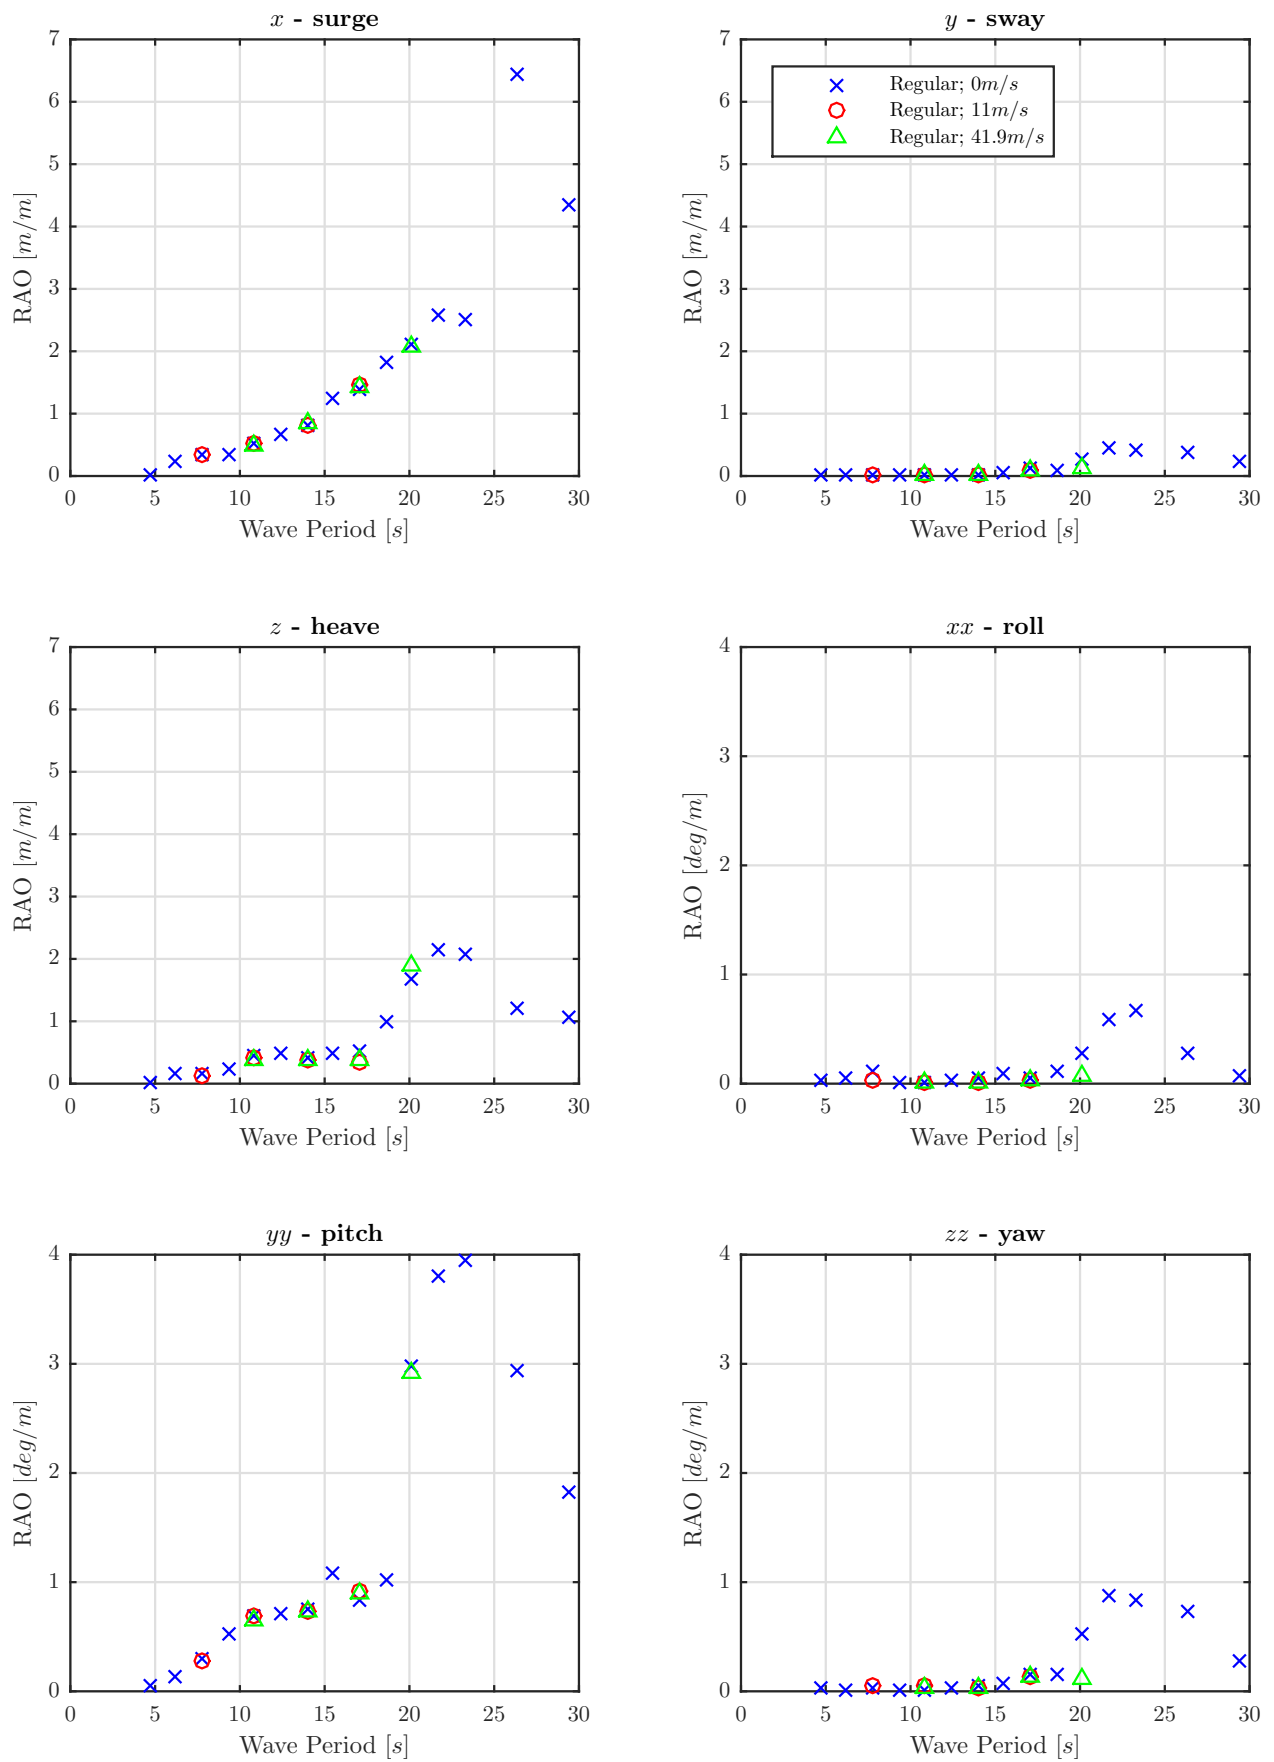 x - surge
7
6
5
4
3
2
1
0
RAO [m/m]
0 5 10 15 20 25 30
Wave Period [s]
y - sway
Regular; 0m/s
Regular; 11m/s
Regular; 41.9m/s
7
6
5
4
3
2
1
0
RAO [m/m]
0 5 10 15 20 25 30
Wave Period [s]
z - heave
7
6
5
4
3
2
1
0
RAO [m/m]
0 5 10 15 20 25 30
Wave Period [s]
xx - roll
4
3
2
1
0
RAO [deg/m]
0 5 10 15 20 25 30
Wave Period [s]
yy - pitch
4
3
2
1
0
RAO [deg/m]
0 5 10 15 20 25 30
Wave Period [s]
zz - yaw
4
3
2
1
0
RAO [deg/m]
0 5 10 15 20 25 30
Wave Period [s]